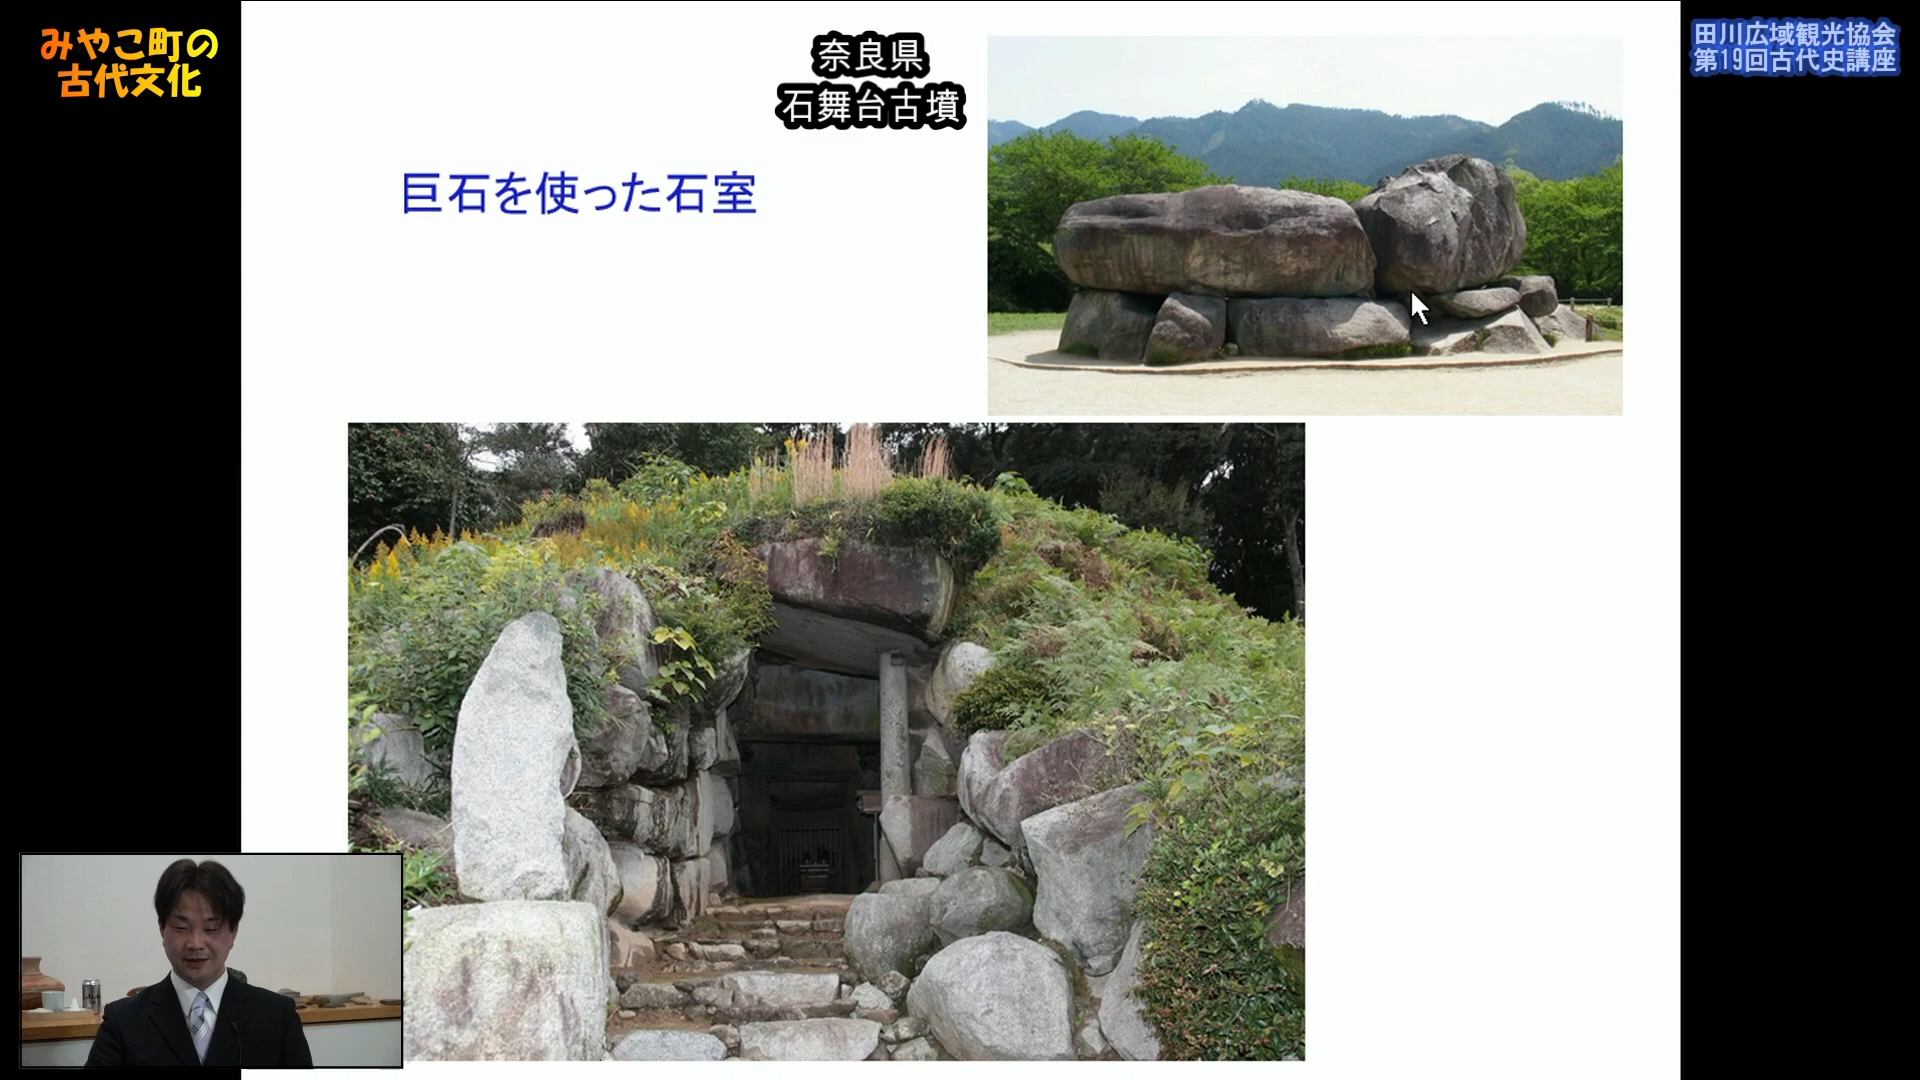 みやこ町の
古代文化
奈良県
石舞台古墳
田川広域観光協会
第19回古代史講座
巨石を使った石室